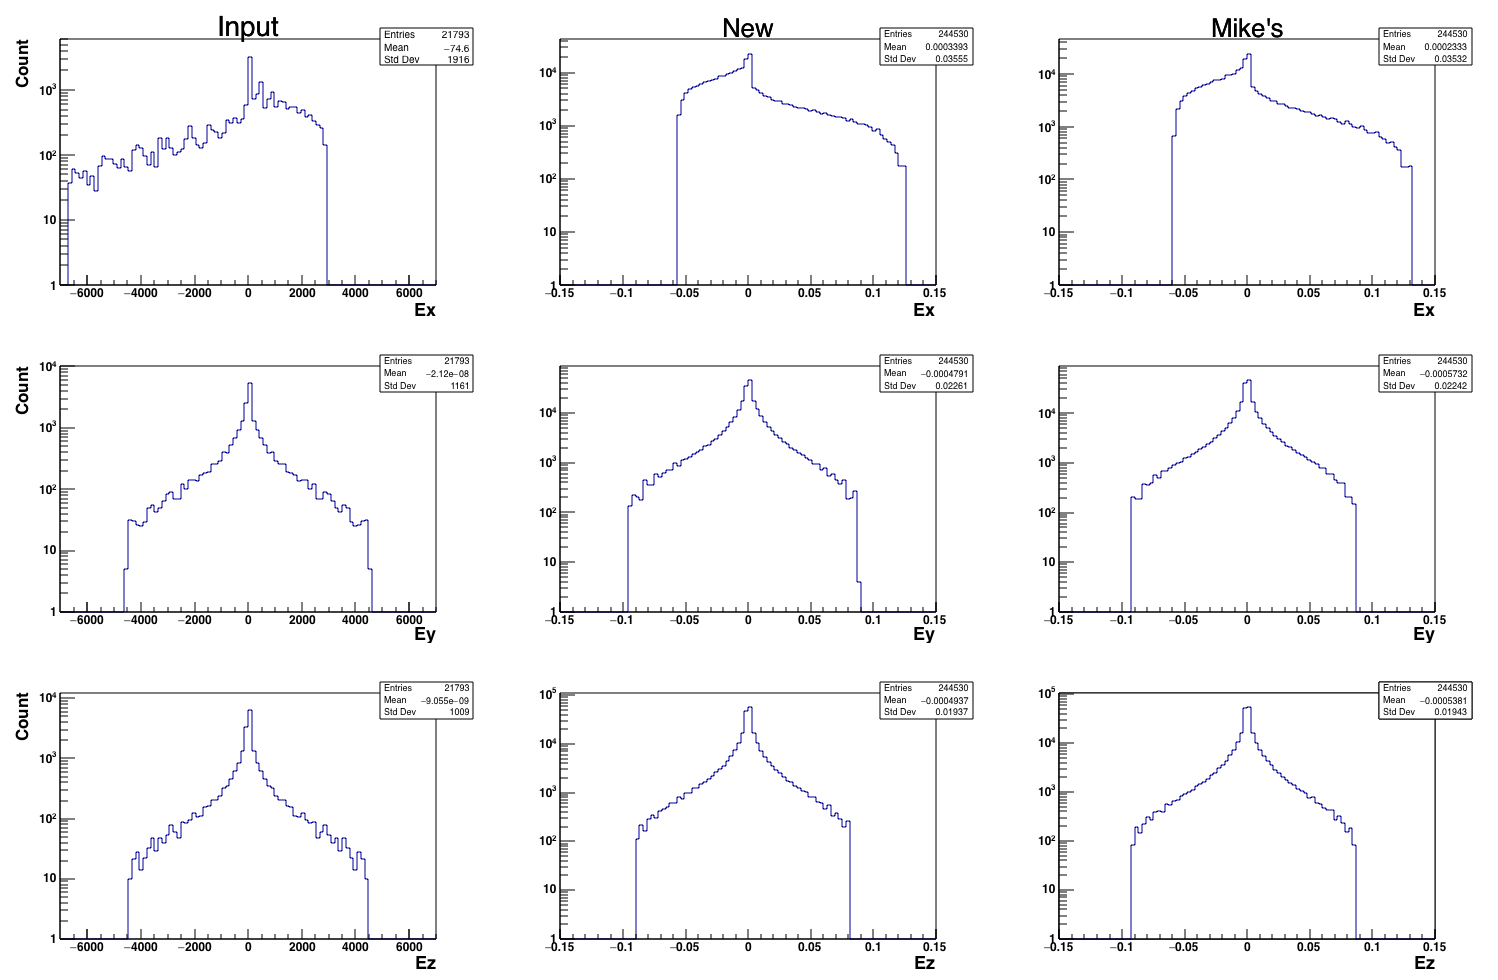 Input
New
Mike's
Count
Entries 21793
Mean −74.6
Std Dev 1916
10³
10²
10
1
−6000 −4000 −2000 0 2000 4000 6000
Ex
Entries 244530
Mean 0.0003393
Std Dev 0.03555
10⁴
10³
10²
10
1
−0.15 −0.1 −0.05 0 0.05 0.1 0.15
Ex
Entries 244530
Mean 0.0002333
Std Dev 0.03532
10⁴
10³
10²
10
1
−0.15 −0.1 −0.05 0 0.05 0.1 0.15
Ex
Count
Entries 21793
Mean −2.12e−08
Std Dev 1161
10⁴
10³
10²
10
1
−6000 −4000 −2000 0 2000 4000 6000
Ey
Entries 244530
Mean −0.0004791
Std Dev 0.02261
10⁴
10³
10²
10
1
−0.15 −0.1 −0.05 0 0.05 0.1 0.15
Ey
Entries 244530
Mean −0.0005732
Std Dev 0.02242
10⁴
10³
10²
10
1
−0.15 −0.1 −0.05 0 0.05 0.1 0.15
Ey
Count
Entries 21793
Mean −9.055e−09
Std Dev 1009
10⁴
10³
10²
10
1
−6000 −4000 −2000 0 2000 4000 6000
Ez
Entries 244530
Mean −0.0004937
Std Dev 0.01937
10⁵
10⁴
10³
10²
10
1
−0.15 −0.1 −0.05 0 0.05 0.1 0.15
Ez
Entries 244530
Mean −0.0005381
Std Dev 0.01943
10⁵
10⁴
10³
10²
10
1
−0.15 −0.1 −0.05 0 0.05 0.1 0.15
Ez